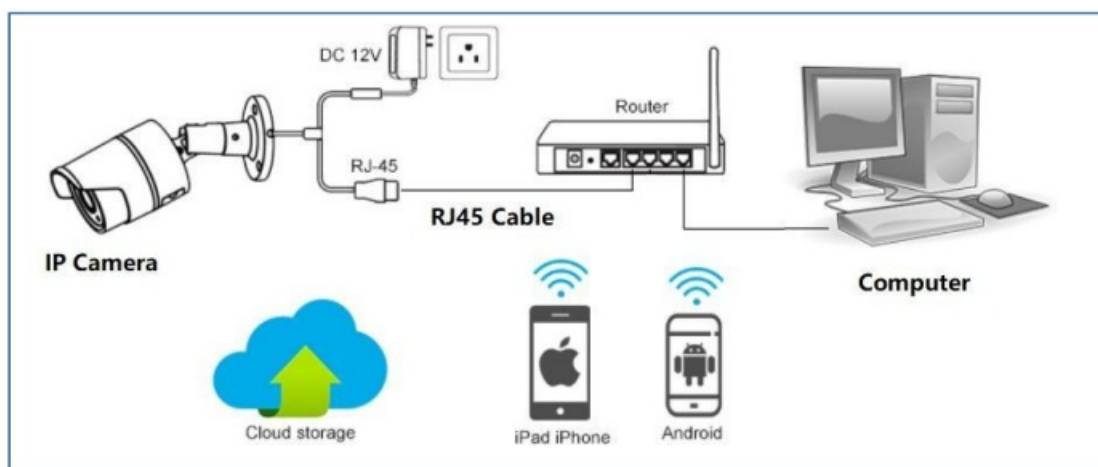 DC 12V
Router
RJ-45
RJ45 Cable
IP Camera
Computer
Cloud storage
iPad iPhone
Android